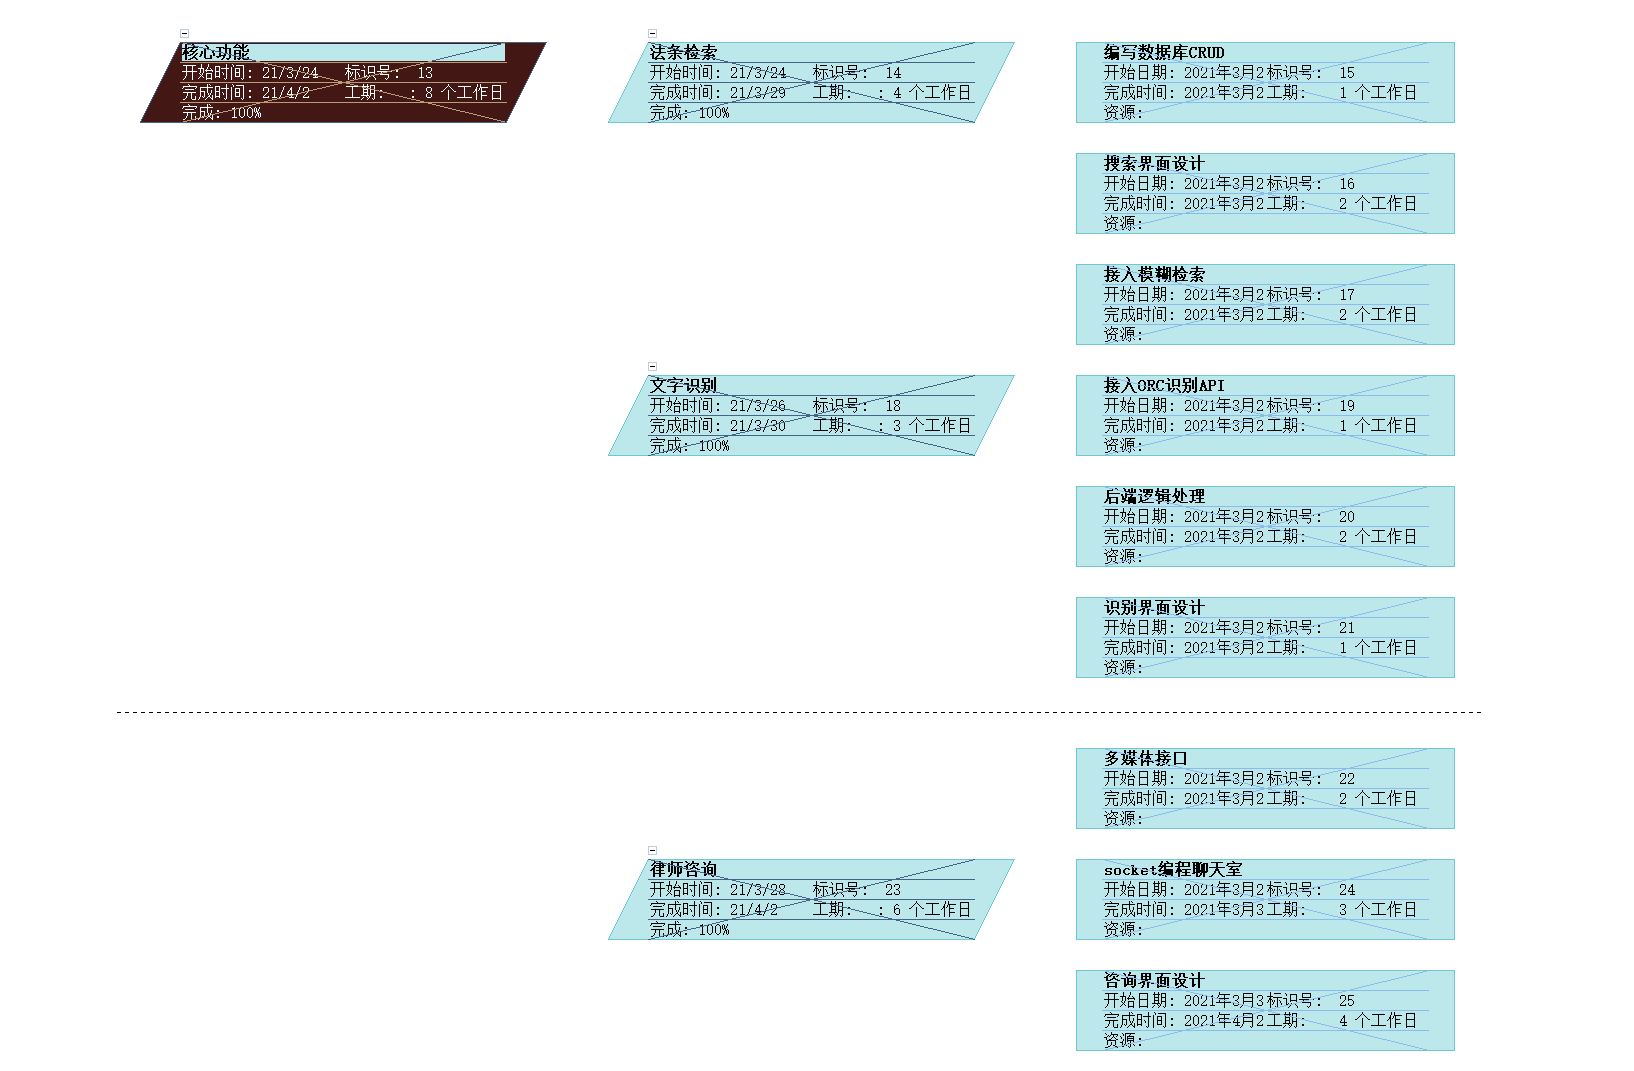 核心功能
开始时间: 21/3/24 标识号: 13
完成时间: 21/4/2 工期: : 8 个工作日
完成: 100%
法条检索
开始时间: 21/3/24 标识号: 14
完成时间: 21/3/29 工期: : 4 个工作日
完成: 100%
编写数据库CRUD
开始日期: 2021年3月2 标识号: 15
完成时间: 2021年3月2 工期: 1 个工作日
资源:
搜索界面设计
开始日期: 2021年3月2 标识号: 16
完成时间: 2021年3月2 工期: 2 个工作日
资源:
接入模糊检索
开始日期: 2021年3月2 标识号: 17
完成时间: 2021年3月2 工期: 2 个工作日
资源:
文字识别
开始时间: 21/3/26 标识号: 18
完成时间: 21/3/30 工期: : 3 个工作日
完成: 100%
接入ORC识别API
开始日期: 2021年3月2 标识号: 19
完成时间: 2021年3月2 工期: 1 个工作日
资源:
后端逻辑处理
开始日期: 2021年3月2 标识号: 20
完成时间: 2021年3月2 工期: 2 个工作日
资源:
识别界面设计
开始日期: 2021年3月2 标识号: 21
完成时间: 2021年3月2 工期: 1 个工作日
资源:
多媒体接口
开始日期: 2021年3月2 标识号: 22
完成时间: 2021年3月2 工期: 2 个工作日
资源:
律师咨询
开始时间: 21/3/28 标识号: 23
完成时间: 21/4/2 工期: : 6 个工作日
完成: 100%
socket编程聊天室
开始日期: 2021年3月2 标识号: 24
完成时间: 2021年3月3 工期: 3 个工作日
资源:
咨询界面设计
开始日期: 2021年3月3 标识号: 25
完成时间: 2021年4月2 工期: 4 个工作日
资源: